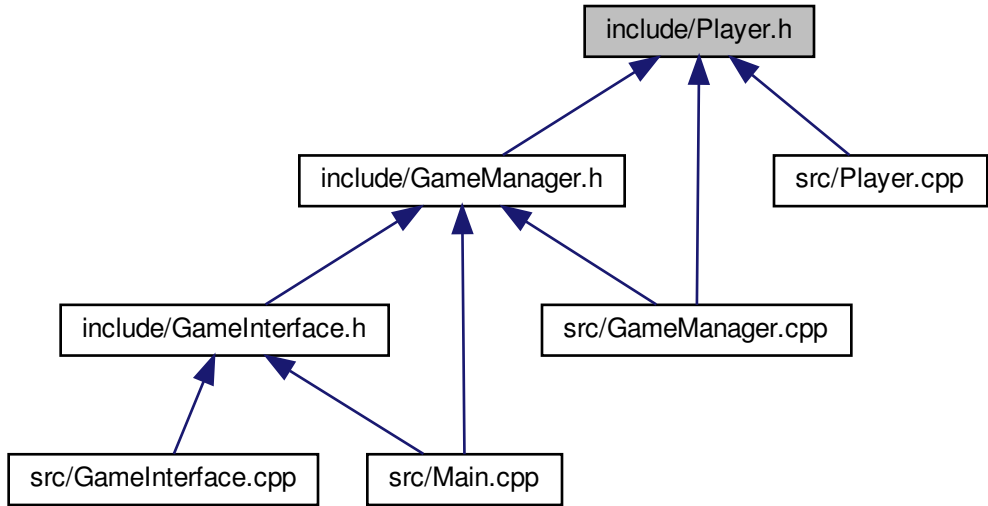 include/Player.h
include/GameManager.h
src/Player.cpp
include/GameInterface.h
src/GameManager.cpp
src/GameInterface.cpp
src/Main.cpp